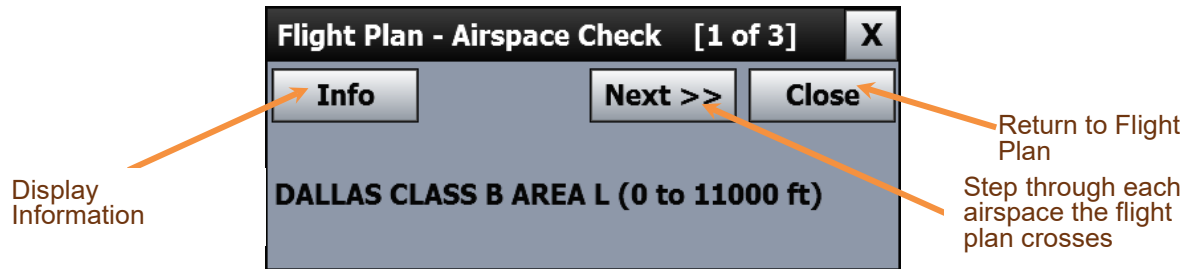 Flight Plan - Airspace Check [1 of 3] X
Info Next >> Close
Return to Flight
Plan
Display
Information
DALLAS CLASS B AREA L (0 to 11000 ft)
Step through each
airspace the flight
plan crosses